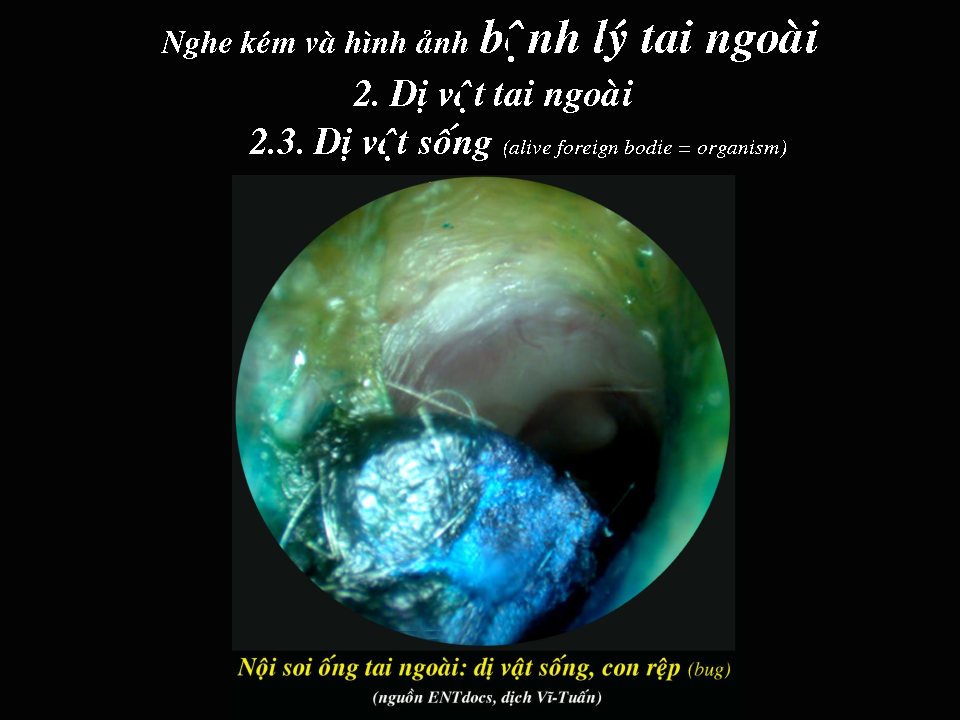 Nghe kém và hình ảnh bệnh lý tai ngoài
2. Dị vật tai ngoài
2.3. Dị vật sống (alive foreign bodie = organism)
Nội soi ống tai ngoài: dị vật sống, con rệp (bug)
(nguồn ENTdocs, dịch Vĩ-Tuấn)